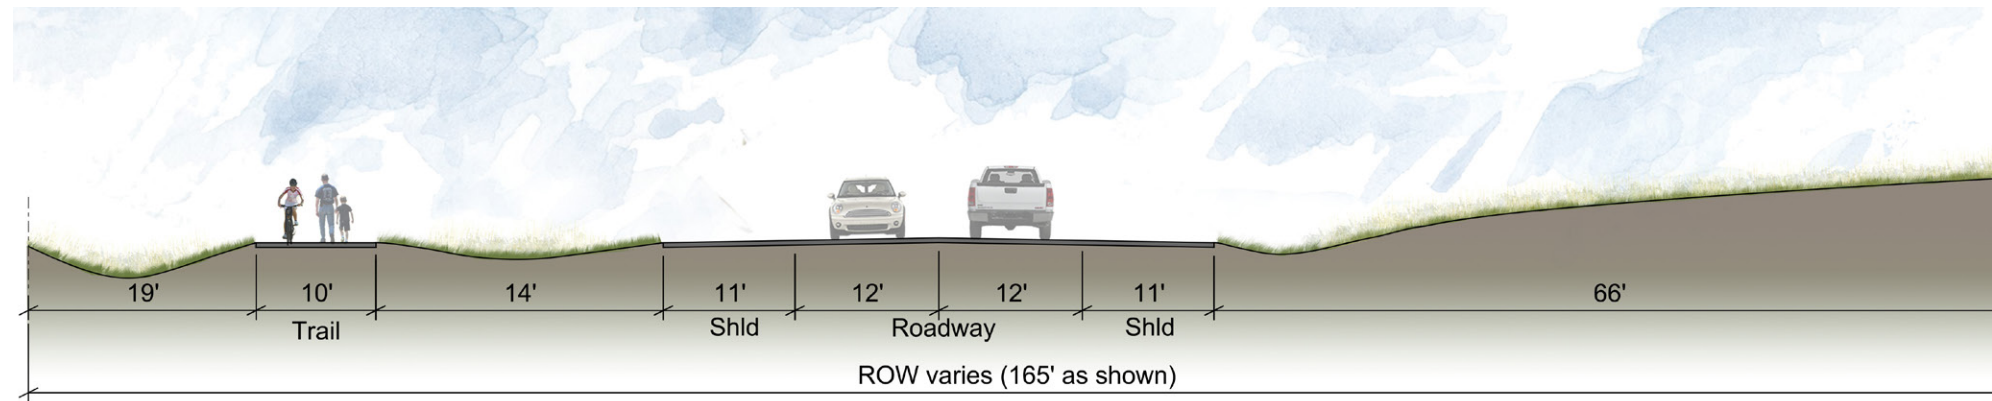 19' 10' 14' 11' 12' 12' 11' 66'
Trail Shld Roadway Shld
ROW varies (165' as shown)